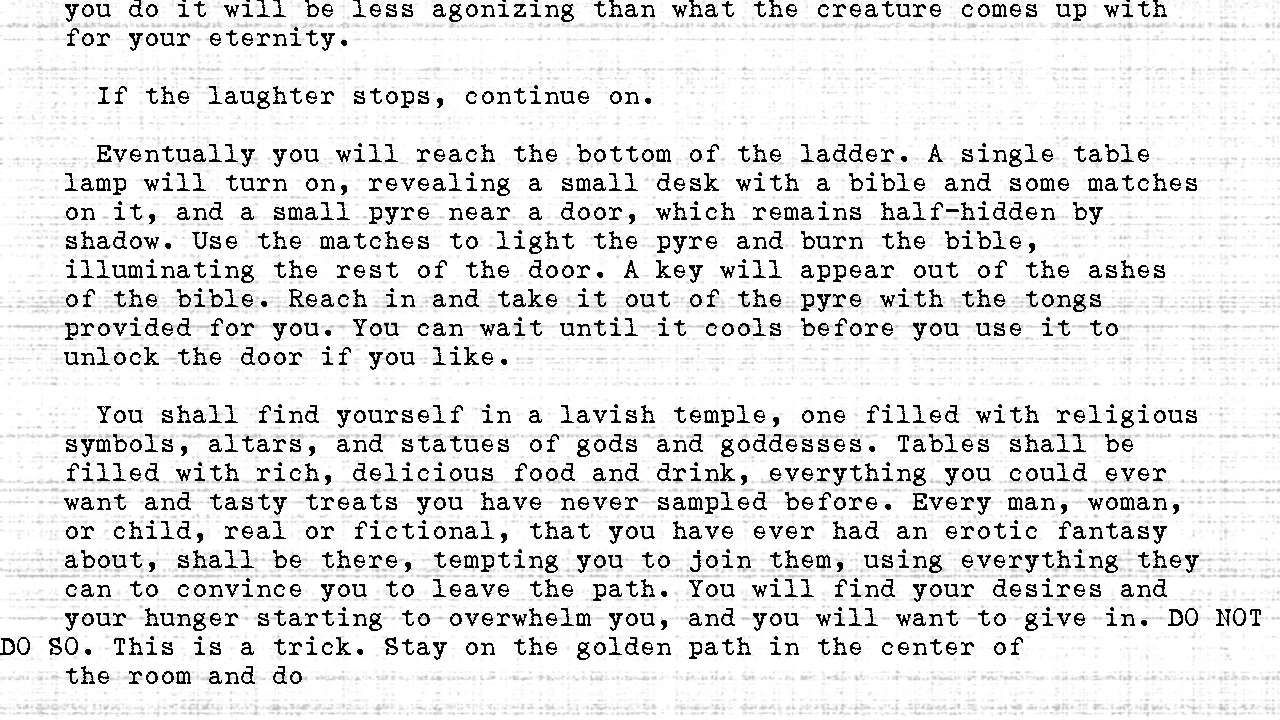 you do it will be less agonizing than what the creature comes up with
for your eternity.
If the laughter stops, continue on.
Eventually you will reach the bottom of the ladder. A single table
lamp will turn on, revealing a small desk with a bible and some matches
on it, and a small pyre near a door, which remains half-hidden by
shadow. Use the matches to light the pyre and burn the bible,
illuminating the rest of the door. A key will appear out of the ashes
of the bible. Reach in and take it out of the pyre with the tongs
provided for you. You can wait until it cools before you use it to
unlock the door if you like.
You shall find yourself in a lavish temple, one filled with religious
symbols, altars, and statues of gods and goddesses. Tables shall be
filled with rich, delicious food and drink, everything you could ever
want and tasty treats you have never sampled before. Every man, woman,
or child, real or fictional, that you have ever had an erotic fantasy
about, shall be there, tempting you to join them, using everything they
can to convince you to leave the path. You will find your desires and
your hunger starting to overwhelm you, and you will want to give in. DO NOT
DO SO. This is a trick. Stay on the golden path in the center of
the room and do